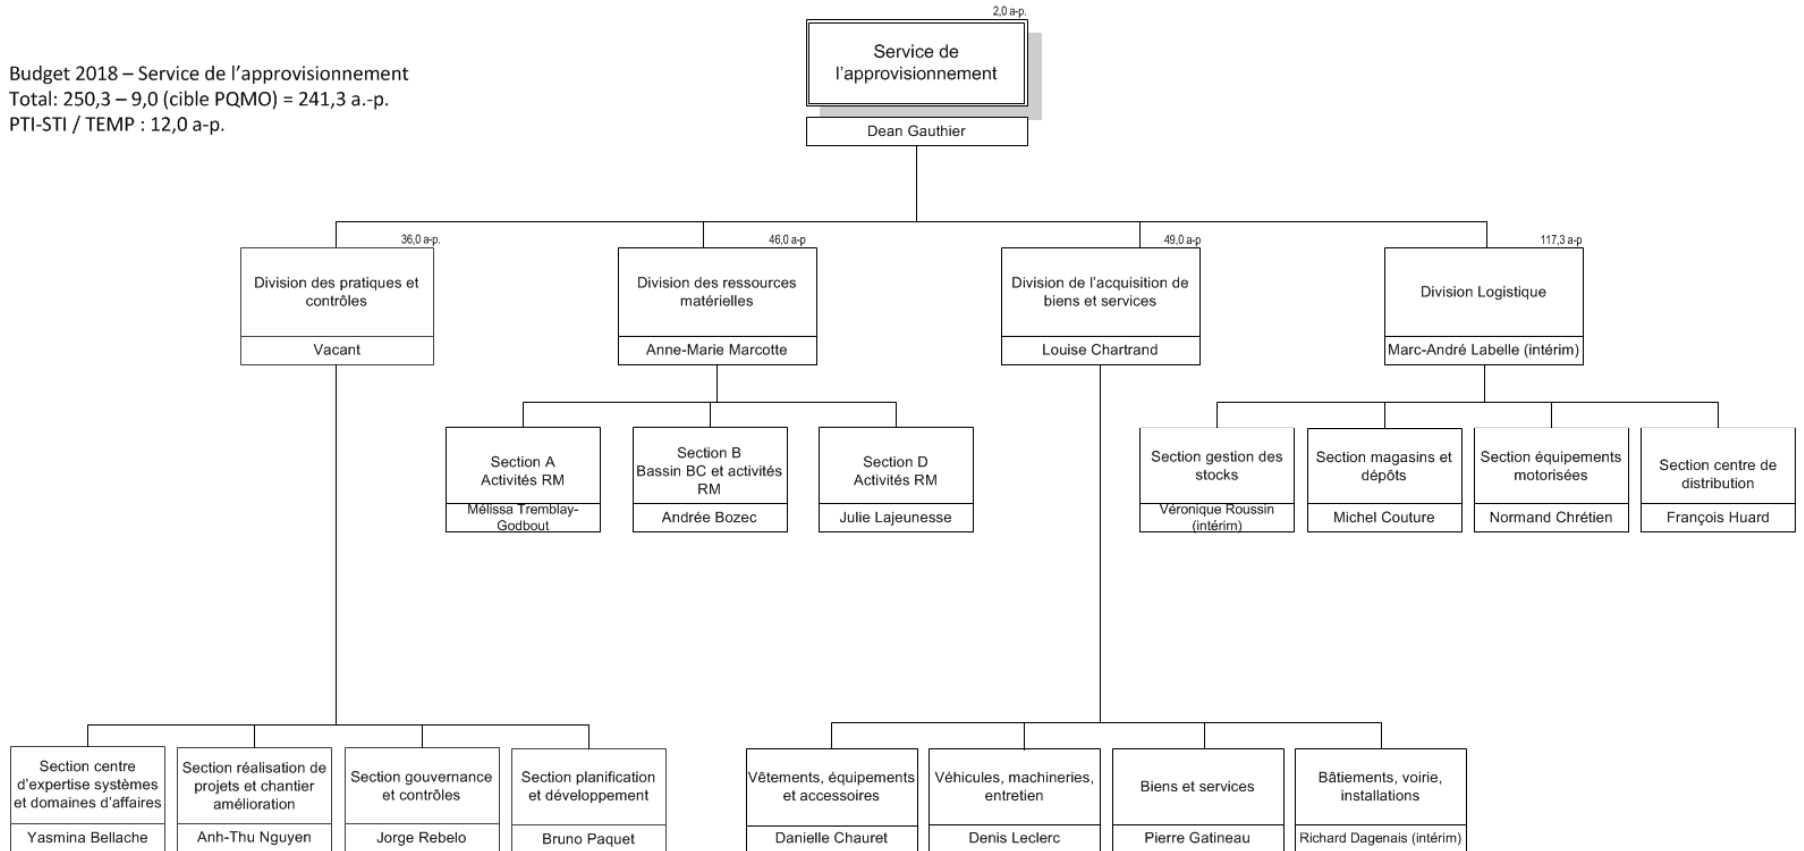 2,0 a-p.
Service de
l'approvisionnement
Dean Gauthier
Budget 2018 – Service de l'approvisionnement
Total: 250,3 – 9,0 (cible PQMO) = 241,3 a.-p.
PTI-STI / TEMP : 12,0 a-p.
36,0 a-p.
Division des pratiques et
contrôles
Vacant
46,0 a-p
Division des ressources
matérielles
Anne-Marie Marcotte
49,0 a-p
Division de l'acquisition de
biens et services
Louise Chartrand
117,3 a-p
Division Logistique
Marc-André Labelle (intérim)
Section A
Activités RM
Mélissa Tremblay-
Godbout
Section B
Bassin BC et activités
RM
Andrée Bozec
Section D
Activités RM
Julie Lajeunesse
Section gestion des
stocks
Véronique Roussin
(intérim)
Section magasins et
dépôts
Michel Couture
Section équipements
motorisées
Normand Chrétien
Section centre de
distribution
François Huard
Section centre
d'expertise systèmes
et domaines d'affaires
Yasmina Bellache
Section réalisation de
projets et chantier
amélioration
Anh-Thu Nguyen
Section gouvernance
et contrôles
Jorge Rebelo
Section planification
et développement
Bruno Paquet
Vêtements, équipements
et accessoires
Danielle Chauret
Véhicules, machineries,
entretien
Denis Leclerc
Biens et services
Pierre Gatineau
Bâtiements, voirie,
installations
Richard Dagenais (intérim)